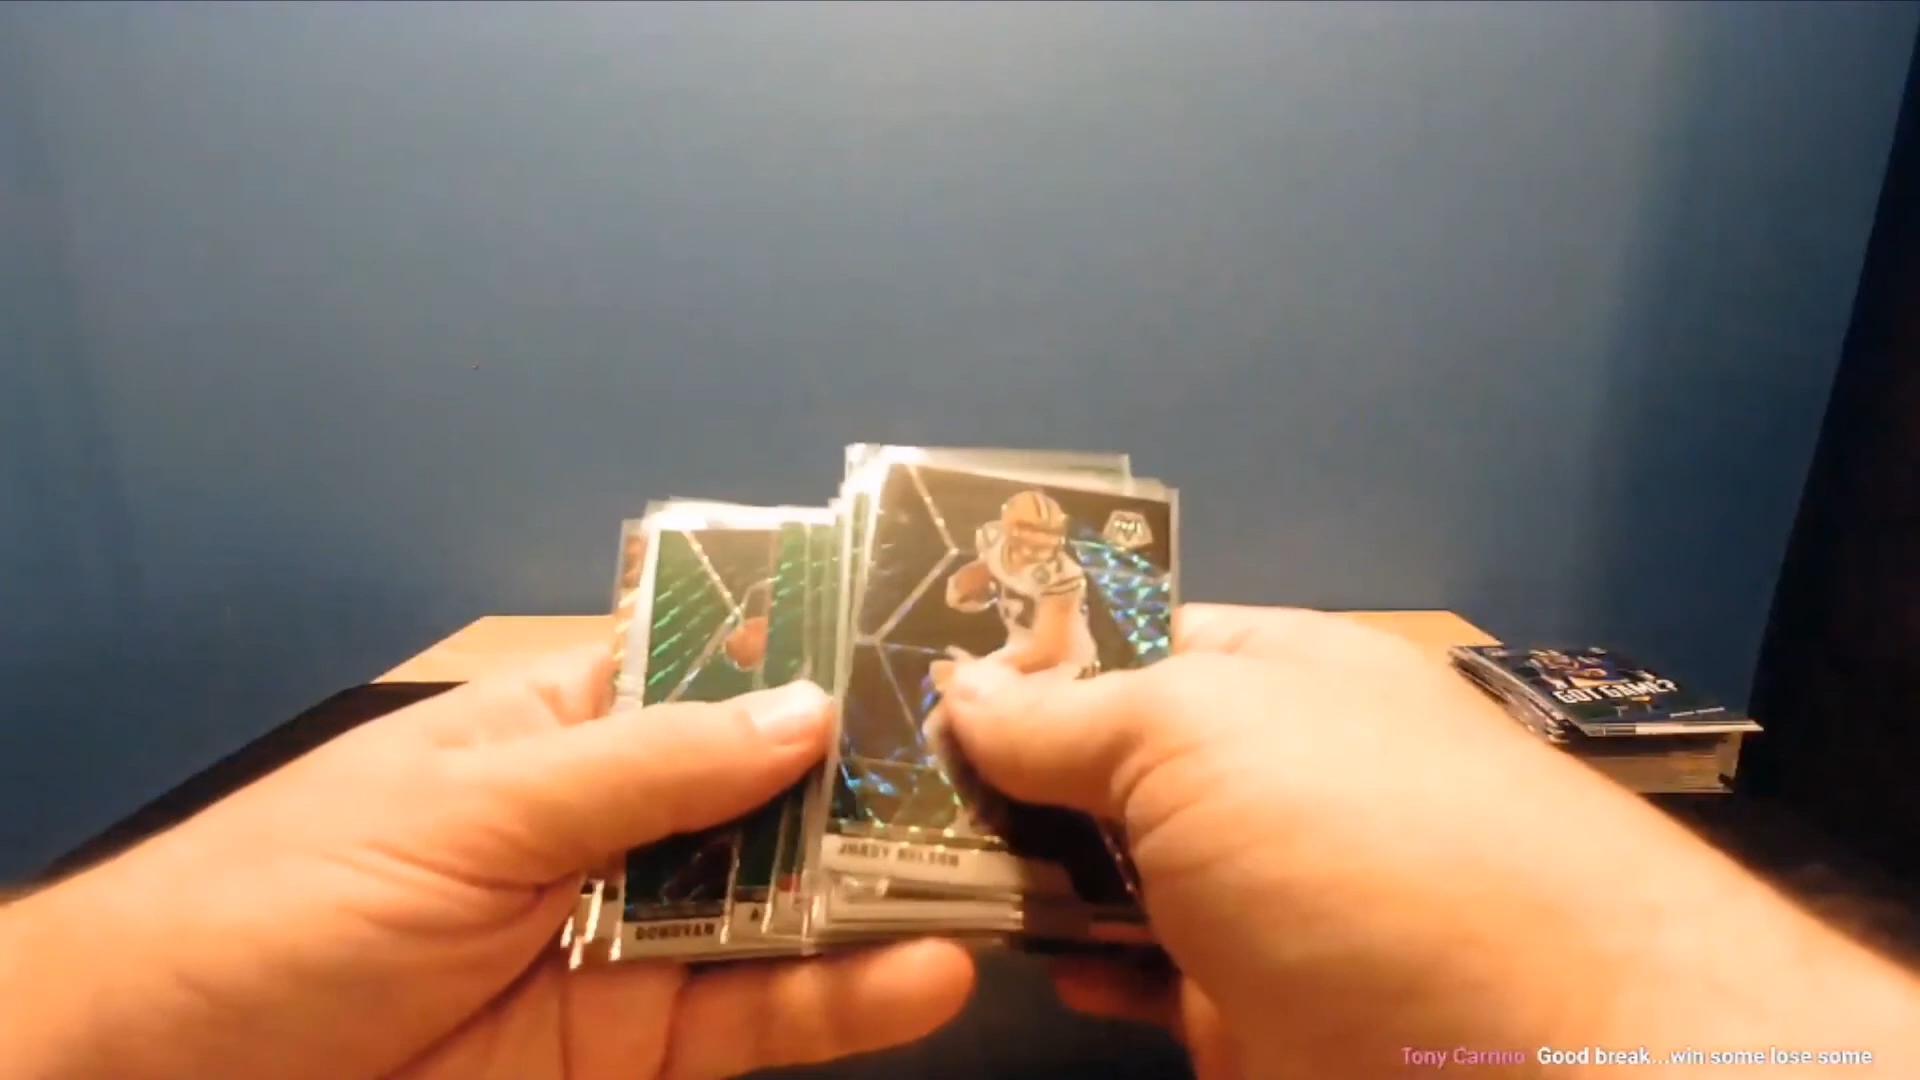 GOT GAME?
JORDY NELSON
DONOVAN
Tony Carrino Good break...win some lose some